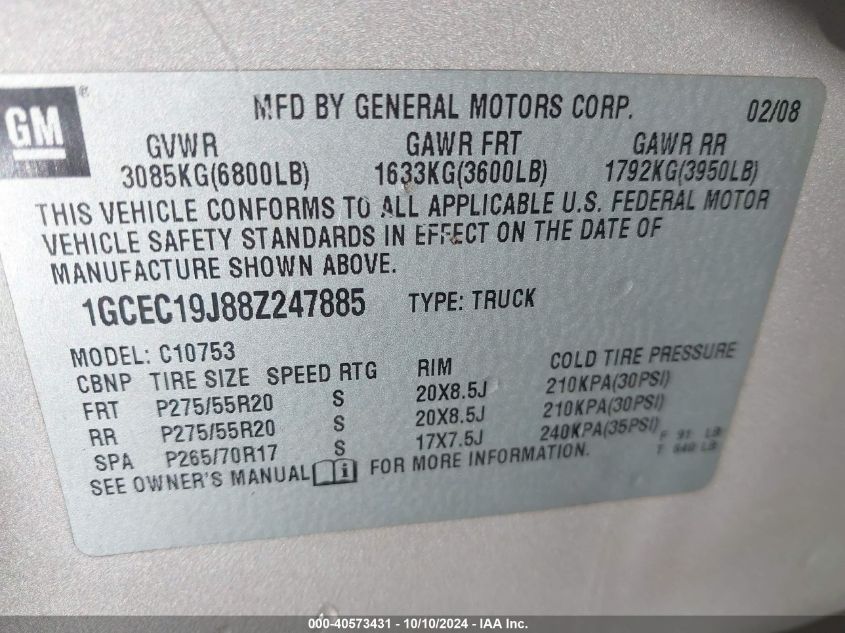 GM®
MFD BY GENERAL MOTORS CORP. 02/08
GVWR GAWR FRT GAWR RR
3085KG(6800LB) 1633KG(3600LB) 1792KG(3950LB)
THIS VEHICLE CONFORMS TO ALL APPLICABLE U.S. FEDERAL MOTOR
VEHICLE SAFETY STANDARDS IN EFFECT ON THE DATE OF
MANUFACTURE SHOWN ABOVE.
1GCEC19J88Z247885 TYPE: TRUCK
MODEL: C10753
CBNP TIRE SIZE SPEED RTG RIM COLD TIRE PRESSURE
FRT P275/55R20 S 20X8.5J 210KPA(30PSI)
RR P275/55R20 S 20X8.5J 210KPA(30PSI)
SPA P265/70R17 S 17X7.5J 240KPA(35PSI)
F 91 LB
T 640 LB
SEE OWNER'S MANUAL i FOR MORE INFORMATION.
000-40573431 - 10/10/2024 - IAA Inc.